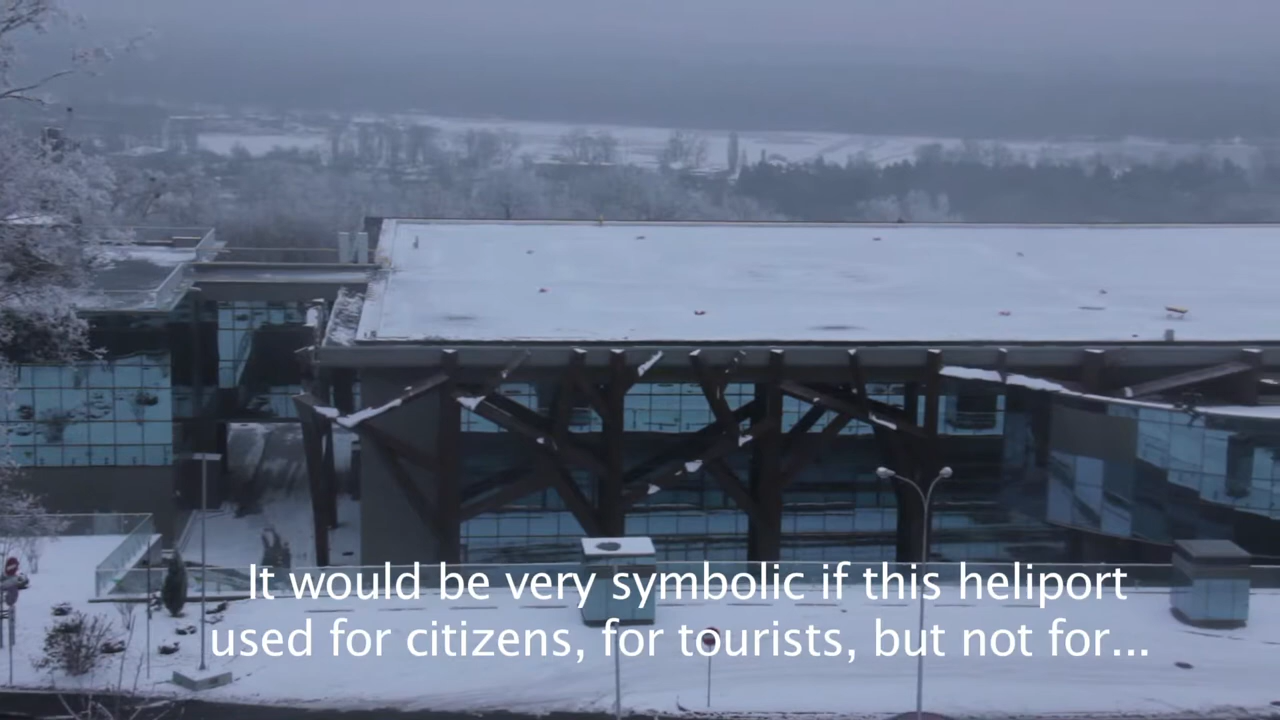 It would be very symbolic if this heliport
used for citizens, for tourists, but not for...